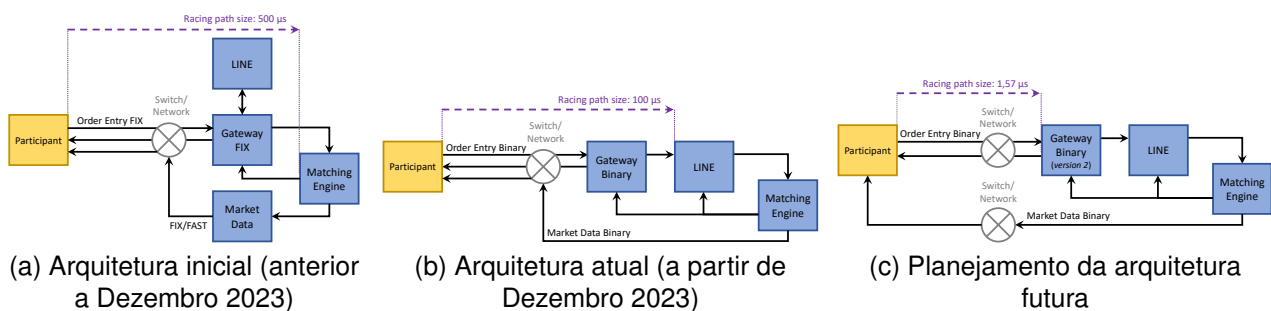 Racing path size: 500 µs
LINE
Switch/
Network
Order Entry FIX
Participant
Gateway
FIX
Matching
Engine
Market
Data
FIX/FAST
(a) Arquitetura inicial (anterior
a Dezembro 2023)
Racing path size: 100 µs
Switch/
Network
Order Entry Binary
Participant
Gateway
Binary
LINE
Matching
Engine
Market Data Binary
(b) Arquitetura atual (a partir de
Dezembro 2023)
Racing path size: 1,57 µs
Switch/
Network
Order Entry Binary
Participant
Gateway
Binary
(version 2)
LINE
Switch/
Network
Matching
Engine
Market Data Binary
(c) Planejamento da arquitetura
futura